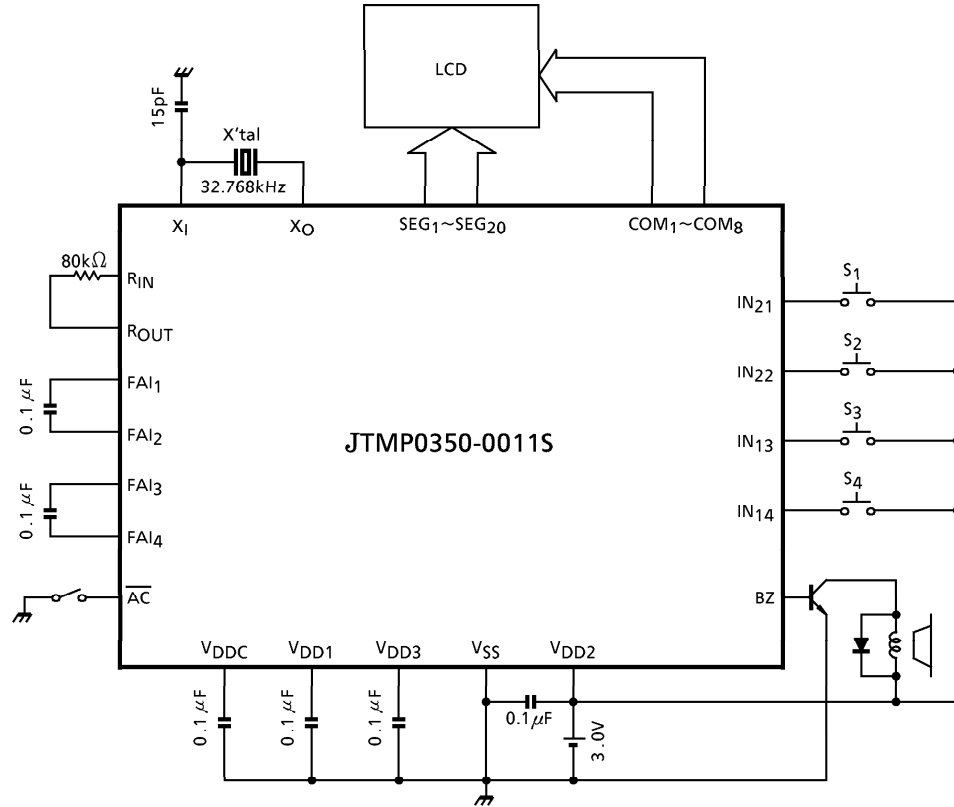 LCD
15pF
X'tal
32.768kHz
XI
XO
SEG1~SEG20
COM1~COM8
80kΩ
RIN
ROUT
FAI1
0.1μF
FAI2
FAI3
0.1μF
FAI4
AC
JTMP0350-0011S
S1
IN21
S2
IN22
S3
IN13
S4
IN14
BZ
VDDC
VDD1
VDD3
VSS
VDD2
0.1μF
0.1μF
0.1μF
0.1μF
3.0V